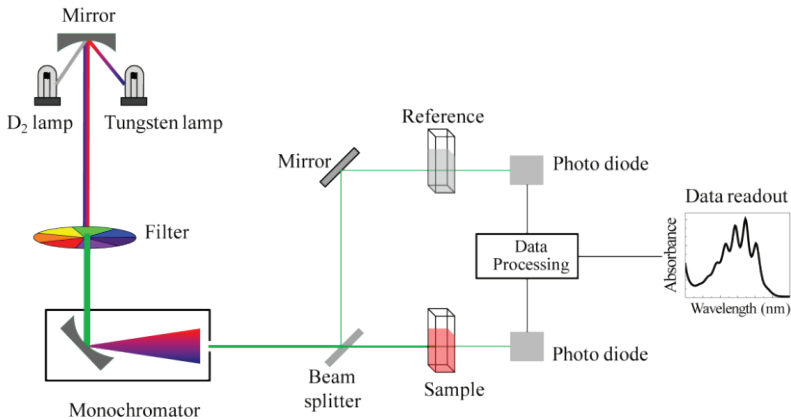 Mirror
D₂ lamp
Tungsten lamp
Filter
Monochromator
Mirror
Reference
Photo diode
Data
Processing
Data readout
Absorbance
Wavelength (nm)
Beam
splitter
Sample
Photo diode